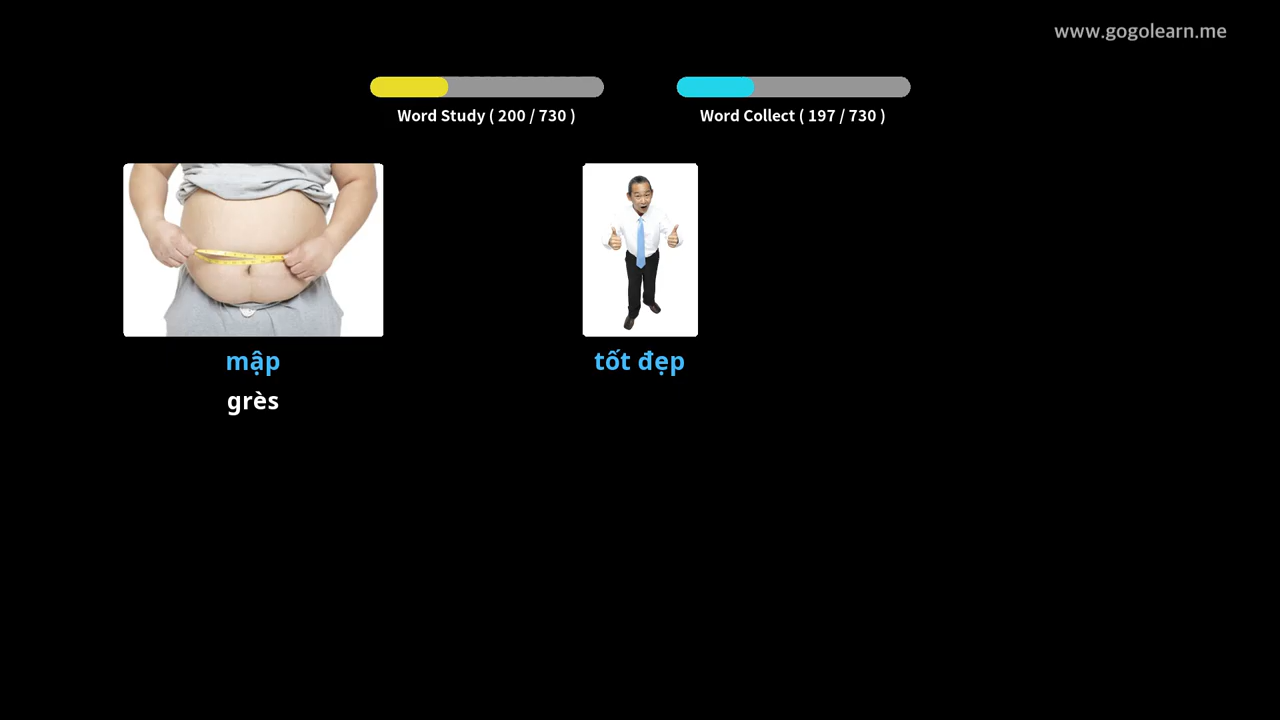 www.gogolearn.me
Word Study ( 200 / 730 )
Word Collect ( 197 / 730 )
mập
grès
tốt đẹp